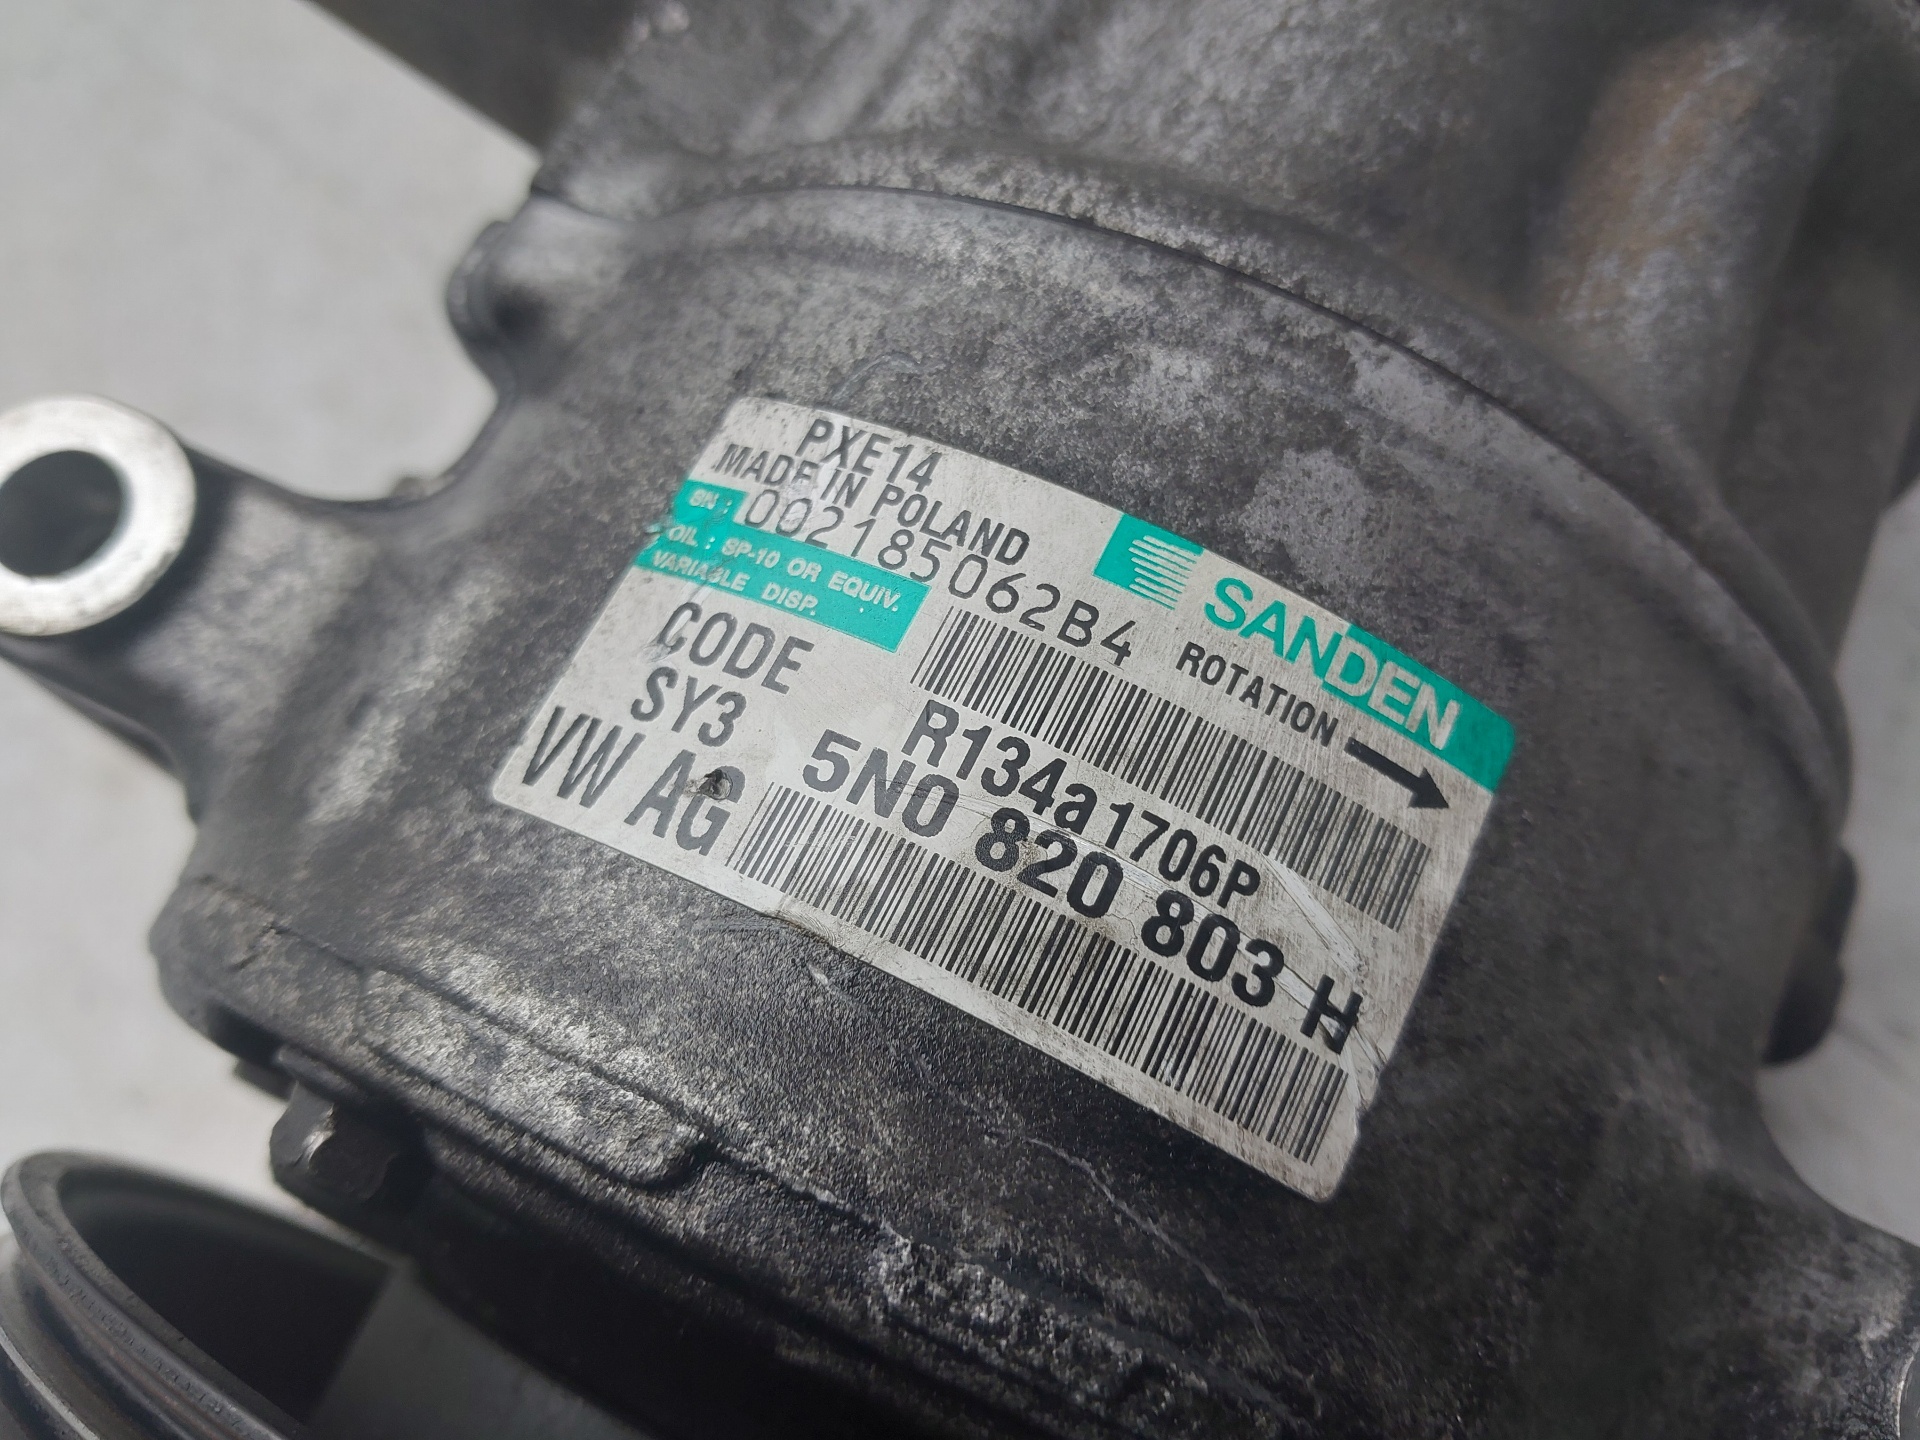 PXE14
MADE IN POLAND
SANDEN
SN : 002185062B4
ROTATION
OIL : SP-10 OR EQUIV.
VARIABLE DISP.
CODE
SY3
R134a1706P
VW AG
5N0 820 803 H